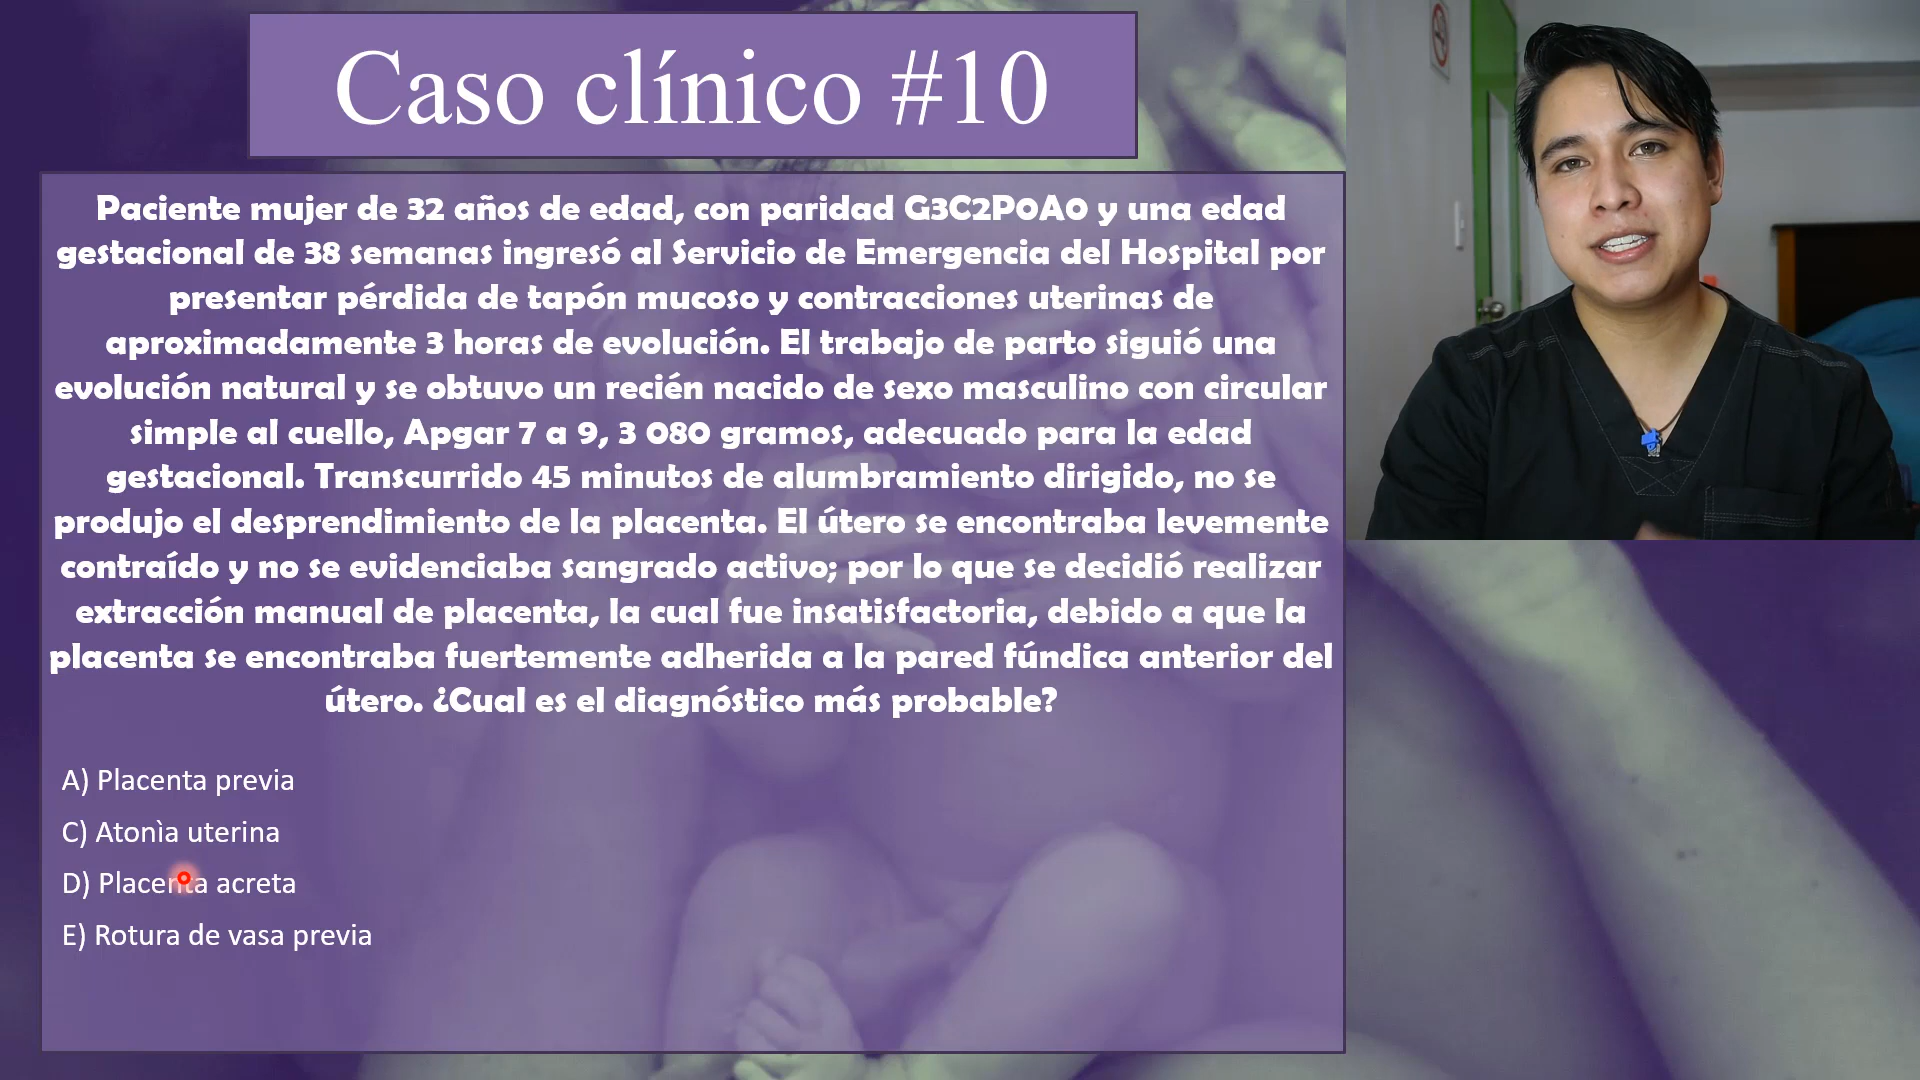 Caso clínico #10
Paciente mujer de 32 años de edad, con paridad G3C2P0A0 y una edad
gestacional de 38 semanas ingresó al Servicio de Emergencia del Hospital por
presentar pérdida de tapón mucoso y contracciones uterinas de
aproximadamente 3 horas de evolución. El trabajo de parto siguió una
evolución natural y se obtuvo un recién nacido de sexo masculino con circular
simple al cuello, Apgar 7 a 9, 3 080 gramos, adecuado para la edad
gestacional. Transcurrido 45 minutos de alumbramiento dirigido, no se
produjo el desprendimiento de la placenta. El útero se encontraba levemente
contraído y no se evidenciaba sangrado activo; por lo que se decidió realizar
extracción manual de placenta, la cual fue insatisfactoria, debido a que la
placenta se encontraba fuertemente adherida a la pared fúndica anterior del
útero. ¿Cual es el diagnóstico más probable?
A) Placenta previa
C) Atonìa uterina
D) Placenta acreta
E) Rotura de vasa previa